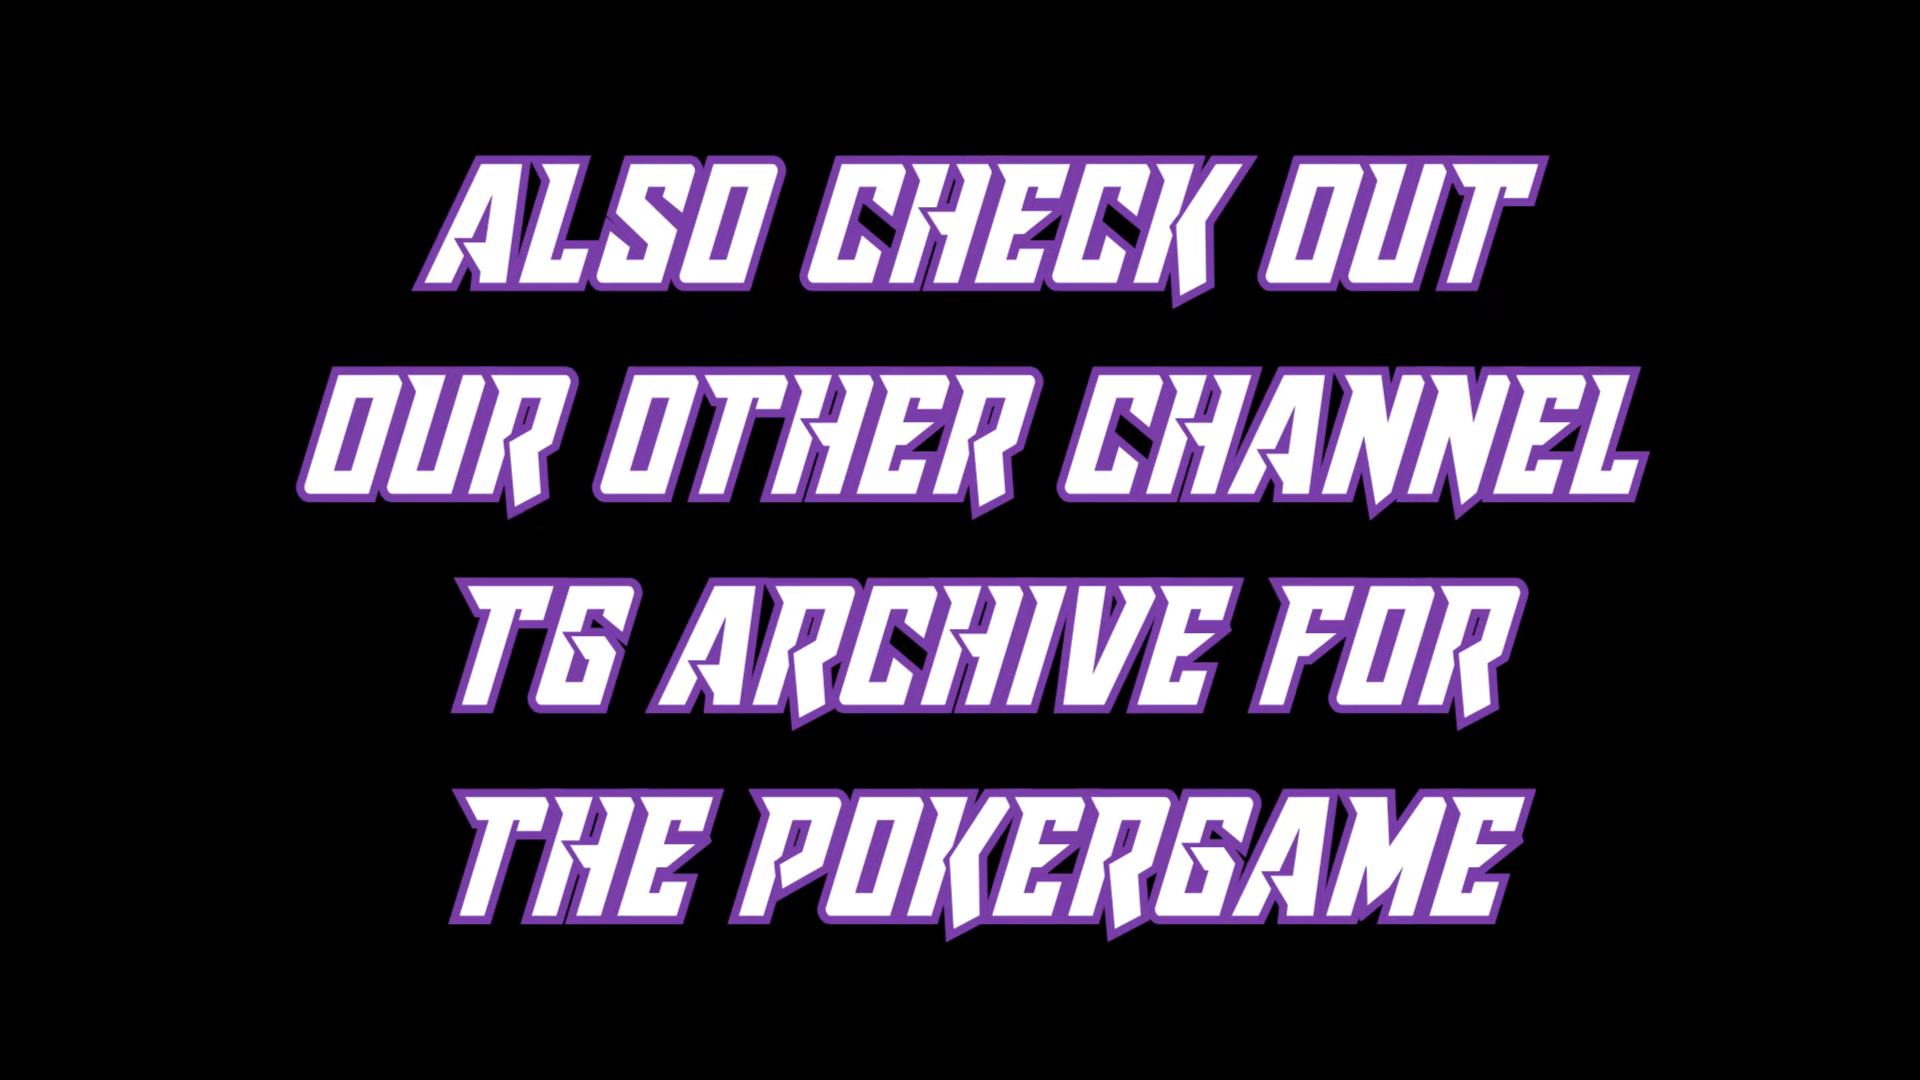 ALSO CHECK OUT
OUR OTHER CHANNEL
TG ARCHIVE FOR
THE POKERGAME